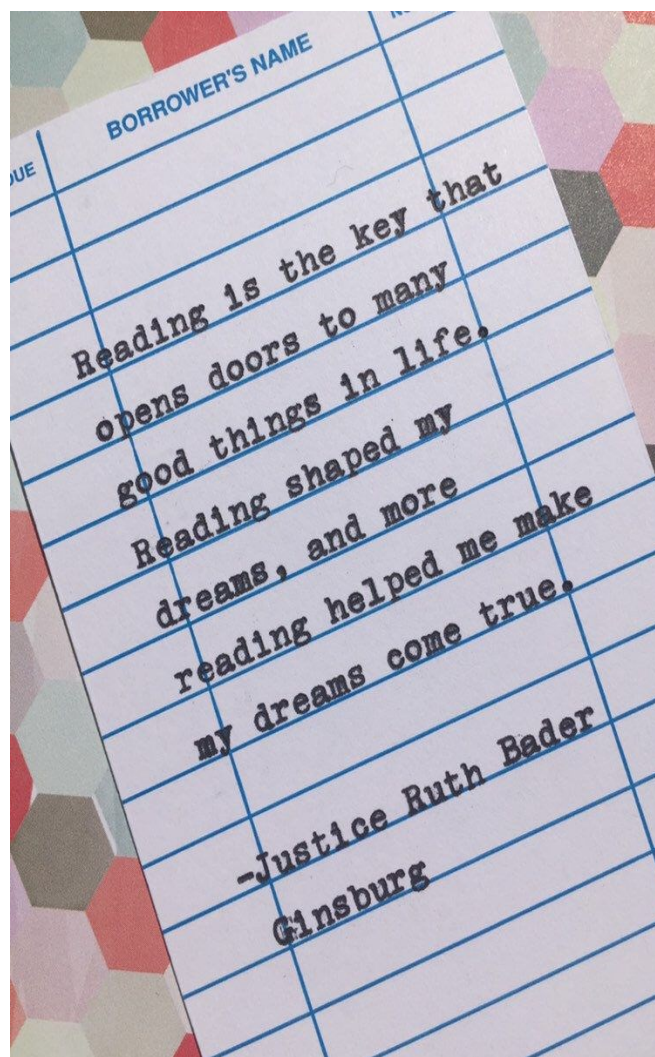 DUE
BORROWER'S NAME
Reading is the key that
opens doors to many
good things in life.
Reading shaped my
dreams, and more
reading helped me make
my dreams come true.
-Justice Ruth Bader
Ginsburg